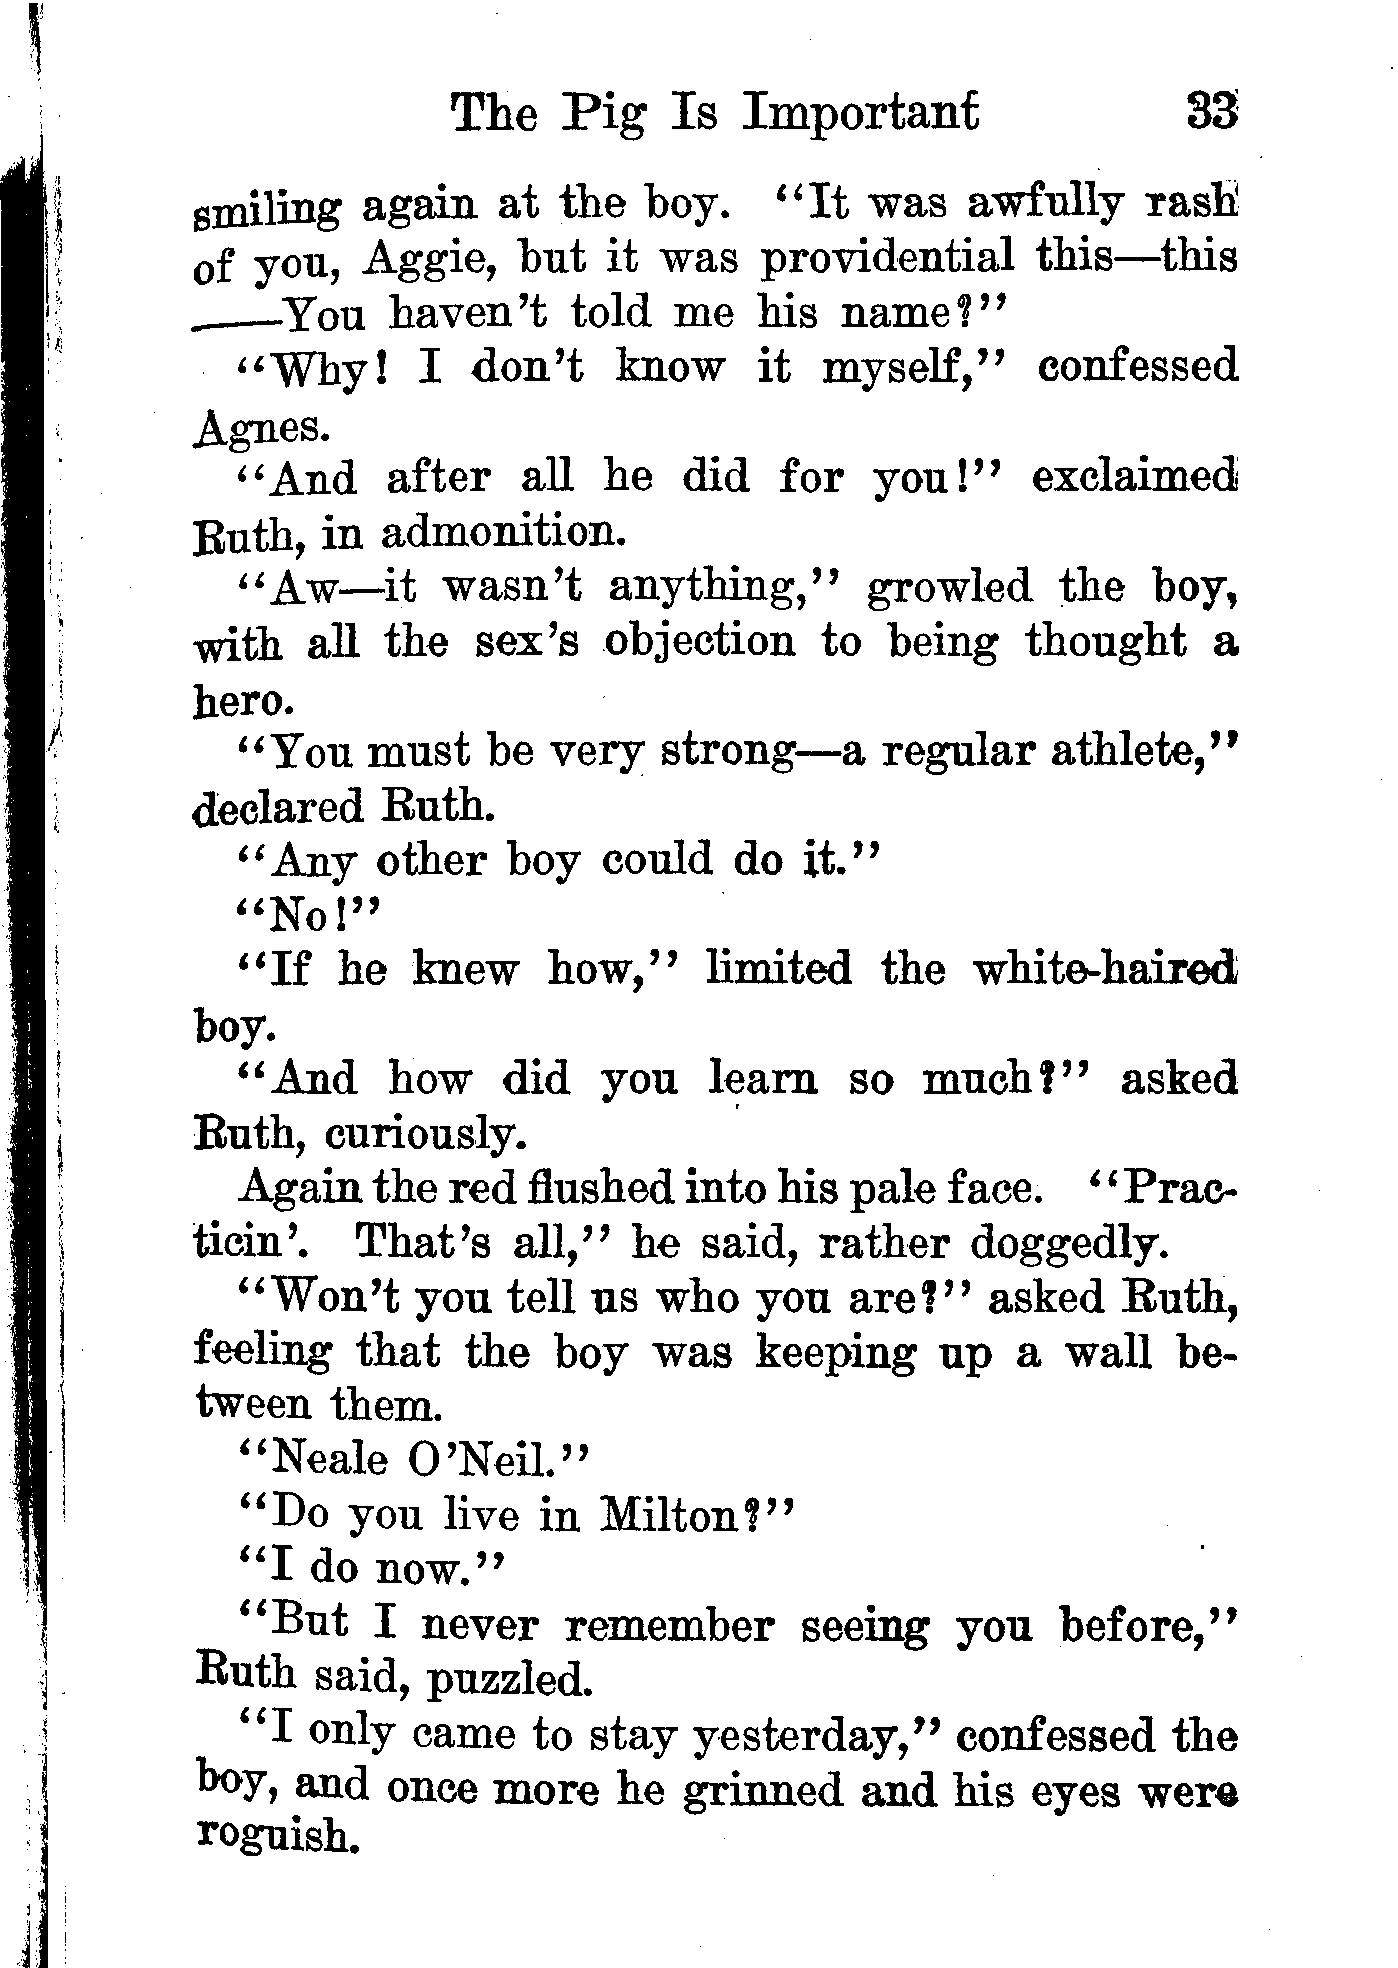 The Pig Is Important 33
smiling again at the boy. "It was awfully rash
of you, Aggie, but it was providential this—this
——You haven't told me his name?"
"Why! I don't know it myself," confessed
Agnes.
"And after all he did for you!" exclaimed
Ruth, in admonition.
"Aw—it wasn't anything," growled the boy,
with all the sex's objection to being thought a
hero.
"You must be very strong—a regular athlete,"
declared Ruth.
"Any other boy could do it."
"No!"
"If he knew how," limited the white-haired
boy.
"And how did you learn so much?" asked
Ruth, curiously.
Again the red flushed into his pale face. "Prac-
ticin'. That's all," he said, rather doggedly.
"Won't you tell us who you are?" asked Ruth,
feeling that the boy was keeping up a wall be-
tween them.
"Neale O'Neil."
"Do you live in Milton?"
"I do now."
"But I never remember seeing you before,"
Ruth said, puzzled.
"I only came to stay yesterday," confessed the
boy, and once more he grinned and his eyes were
roguish.